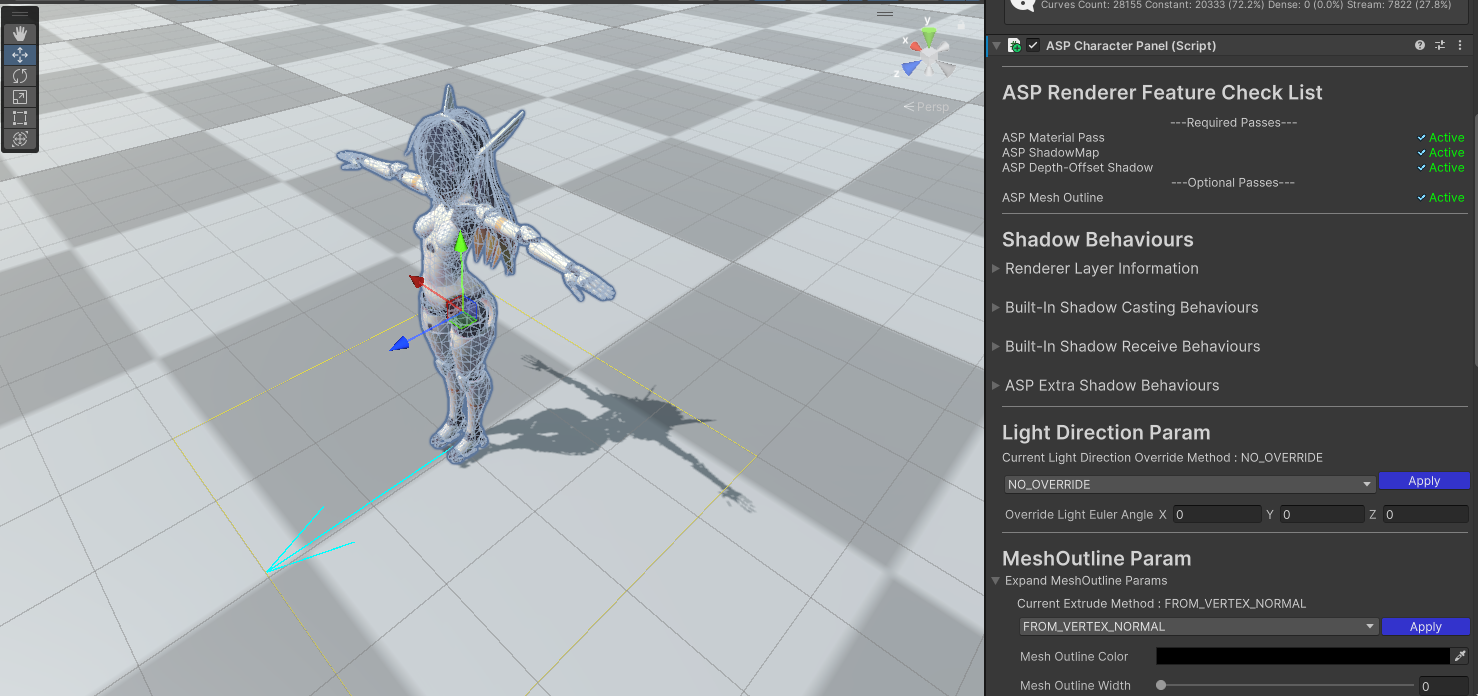 Curves Count: 28155 Constant: 20333 (72.2%) Dense: 0 (0.0%) Stream: 7822 (27.8%)
ASP Character Panel (Script)
ASP Renderer Feature Check List
---Required Passes---
ASP Material Pass Active
ASP ShadowMap Active
ASP Depth-Offset Shadow Active
---Optional Passes---
ASP Mesh Outline Active
Shadow Behaviours
Renderer Layer Information
Built-In Shadow Casting Behaviours
Built-In Shadow Receive Behaviours
ASP Extra Shadow Behaviours
Light Direction Param
Current Light Direction Override Method : NO_OVERRIDE
NO_OVERRIDE Apply
Override Light Euler Angle X 0 Y 0 Z 0
MeshOutline Param
Expand MeshOutline Params
Current Extrude Method : FROM_VERTEX_NORMAL
FROM_VERTEX_NORMAL Apply
Mesh Outline Color
Mesh Outline Width 0
y
x
z
Persp